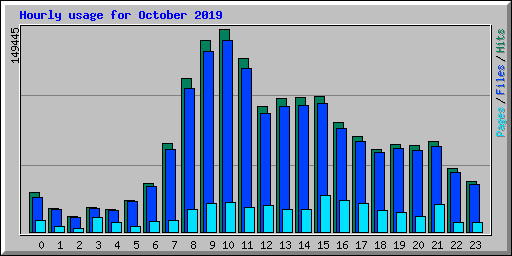 Hourly usage for October 2019
149445
Pages/Files/Hits
0 1 2 3 4 5 6 7 8 9 10 11 12 13 14 15 16 17 18 19 20 21 22 23